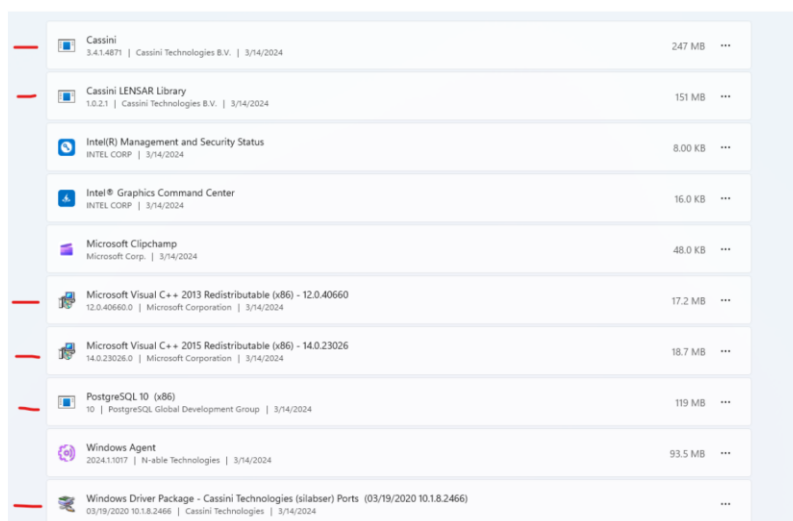 Cassini
3.4.1.4871 | Cassini Technologies B.V. | 3/14/2024
247 MB
Cassini LENSAR Library
1.0.2.1 | Cassini Technologies B.V. | 3/14/2024
151 MB
Intel(R) Management and Security Status
INTEL CORP | 3/14/2024
8.00 KB
Intel® Graphics Command Center
INTEL CORP | 3/14/2024
16.0 KB
Microsoft Clipchamp
Microsoft Corp. | 3/14/2024
48.0 KB
Microsoft Visual C++ 2013 Redistributable (x86) - 12.0.40660
12.0.40660.0 | Microsoft Corporation | 3/14/2024
17.2 MB
Microsoft Visual C++ 2015 Redistributable (x86) - 14.0.23026
14.0.23026.0 | Microsoft Corporation | 3/14/2024
18.7 MB
PostgreSQL 10 (x86)
10 | PostgreSQL Global Development Group | 3/14/2024
119 MB
Windows Agent
2024.1.1017 | N-able Technologies | 3/14/2024
93.5 MB
Windows Driver Package - Cassini Technologies (silabser) Ports (03/19/2020 10.1.8.2466)
03/19/2020 10.1.8.2466 | Cassini Technologies | 3/14/2024